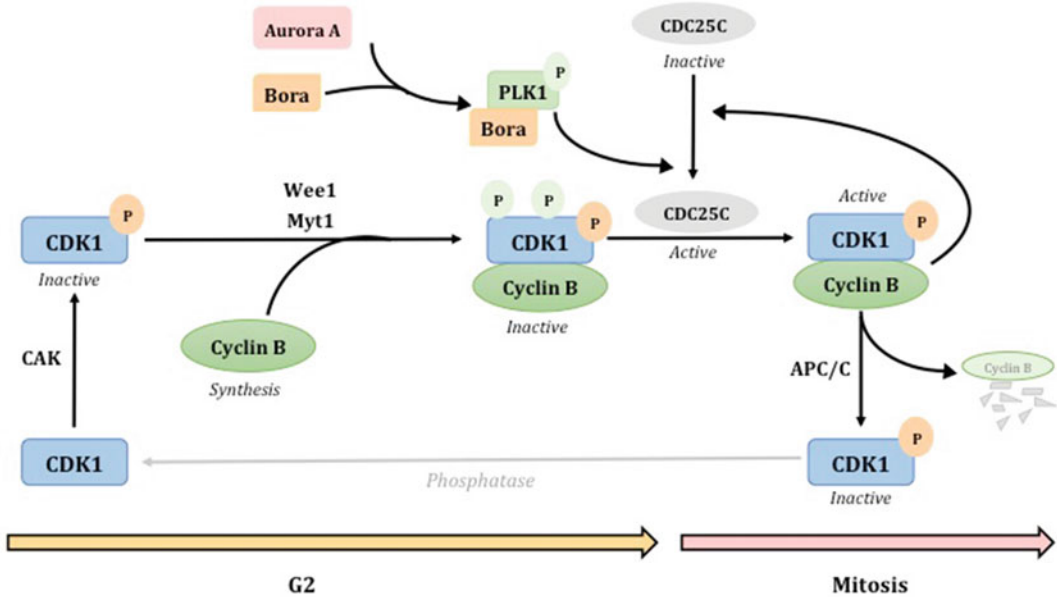 Aurora A
CDC25C
Inactive
P
PLK1
Bora
Bora
Wee1
Myt1
P
P
P
CDK1
Inactive
P
CDK1
Cyclin B
Inactive
CDC25C
Active
Active
P
CDK1
Cyclin B
CAK
Cyclin B
Synthesis
APC/C
Cyclin B
CDK1
Phosphatase
P
CDK1
Inactive
G2
Mitosis